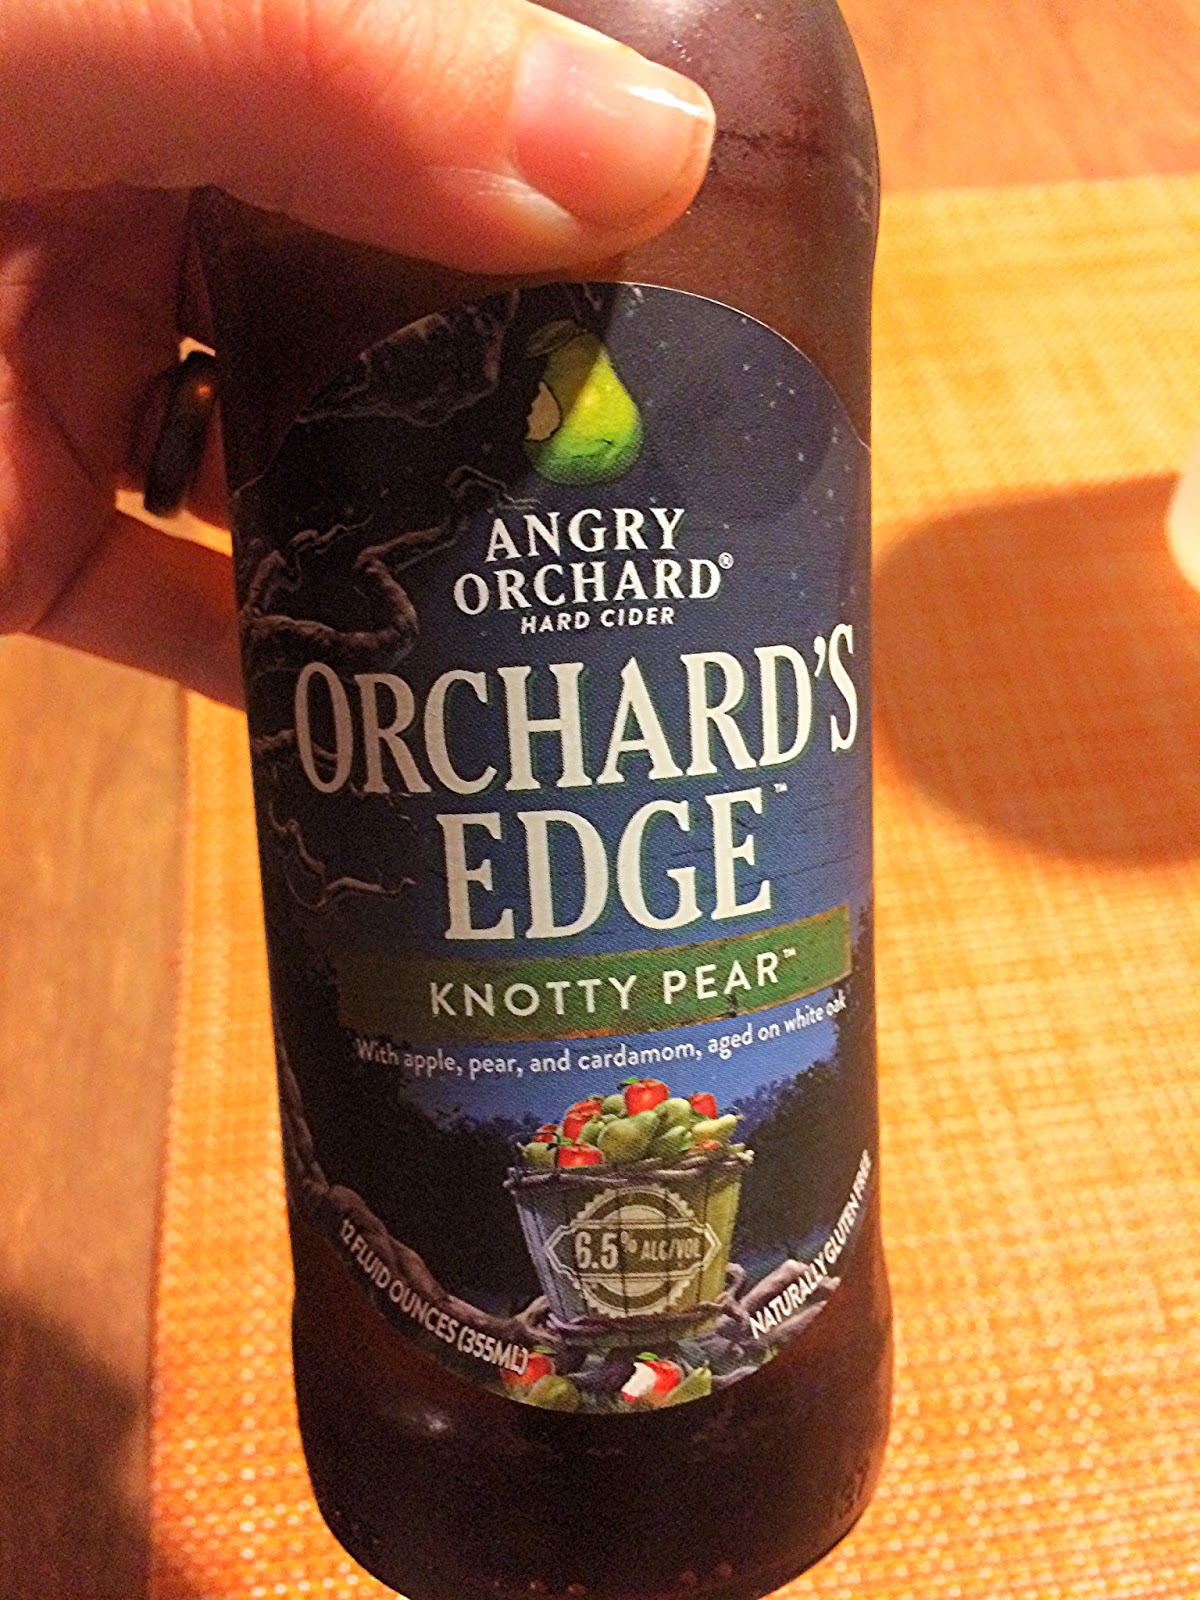 ANGRY
ORCHARD®
HARD CIDER
ORCHARD'S
EDGE™
KNOTTY PEAR™
With apple, pear, and cardamom, aged on white oak
6.5% ALC/VOL
12 FLUID OUNCES (355ML)
NATURALLY GLUTEN FREE